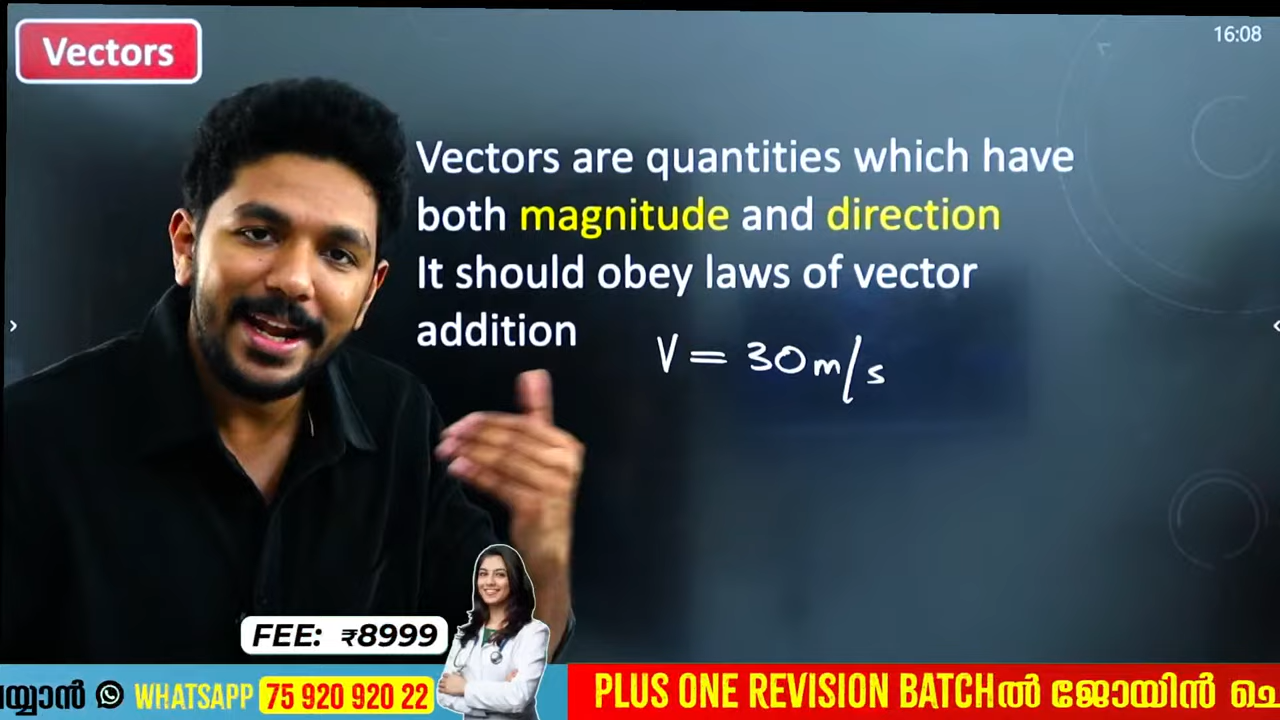 Vectors
16:08
Vectors are quantities which have
both magnitude and direction
It should obey laws of vector
addition
V = 30m/s
FEE: ₹8999
യ്യാൻ WHATSAPP 75 920 920 22
PLUS ONE REVISION BATCHൽ ജോയിൻ ചെ